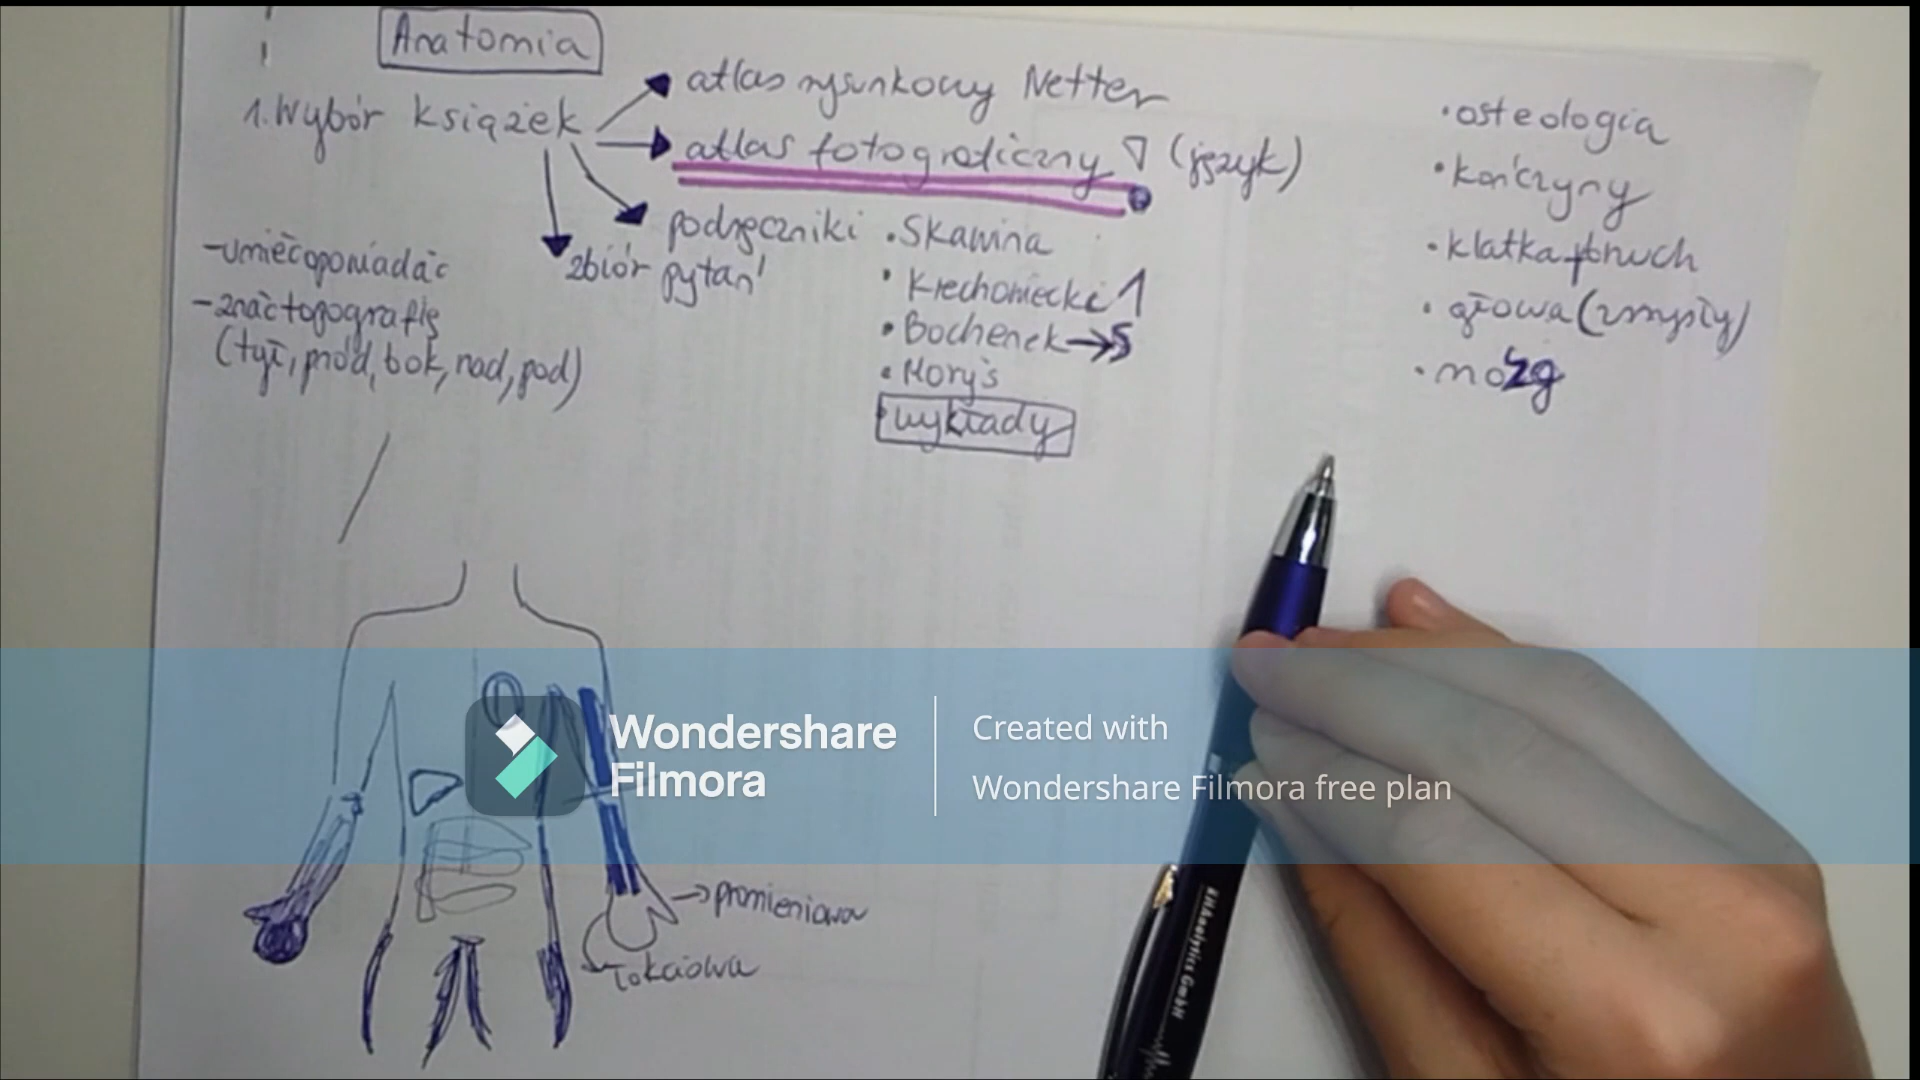 Anatomia
1. Wybór książek
atlas rysunkowy Netter
atlas fotograficzny (język)
podręczniki
• Skawina
• Krechowiecki 1
• Bochenek → 5
• Moryś
• wykłady
zbiór pytań
- umieć opowiadać
- znać topografię
(tył, przód, bok, nad, pod)
• osteologia
• kończyny
• klatka + brzuch
• głowa (zmysły)
• mózg
→ promieniowa
→ łokciowa
Wondershare
Filmora
Created with
Wondershare Filmora free plan
EHAnalytics GmbH